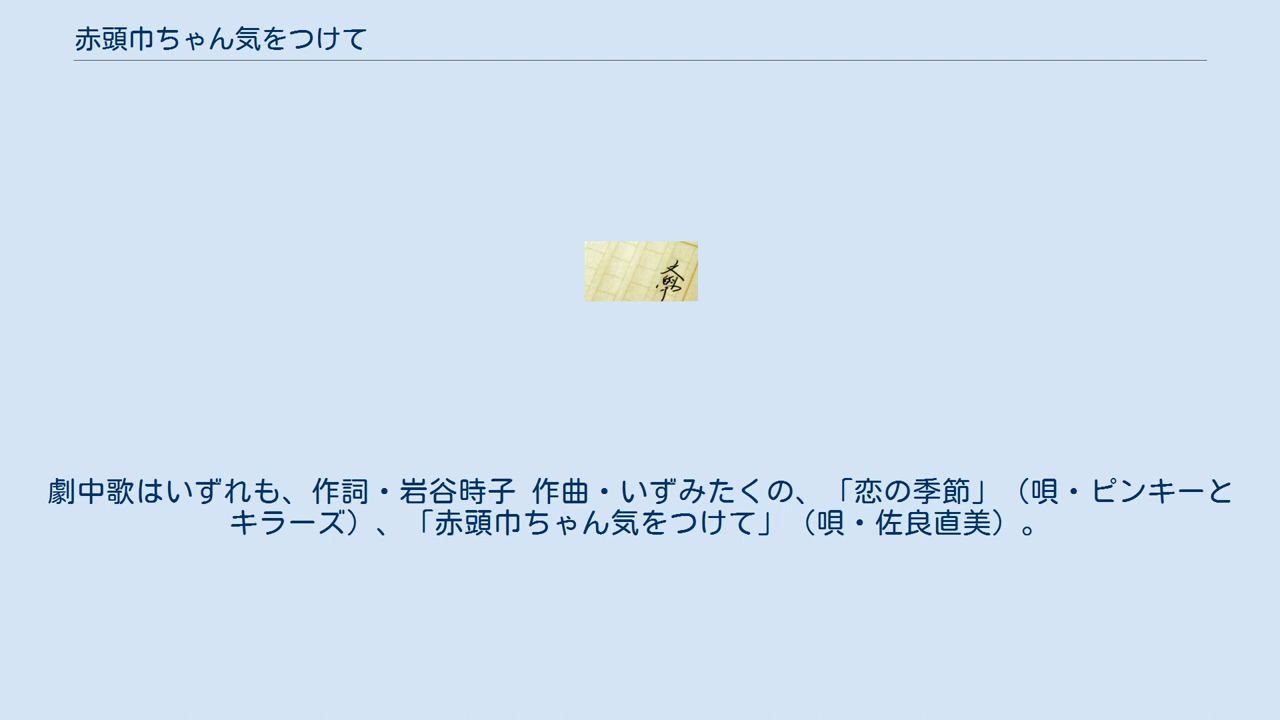 赤頭巾ちゃん気をつけて
劇中歌はいずれも、作詞・岩谷時子 作曲・いずみたくの、「恋の季節」（唄・ピンキーと
キラーズ）、「赤頭巾ちゃん気をつけて」（唄・佐良直美）。